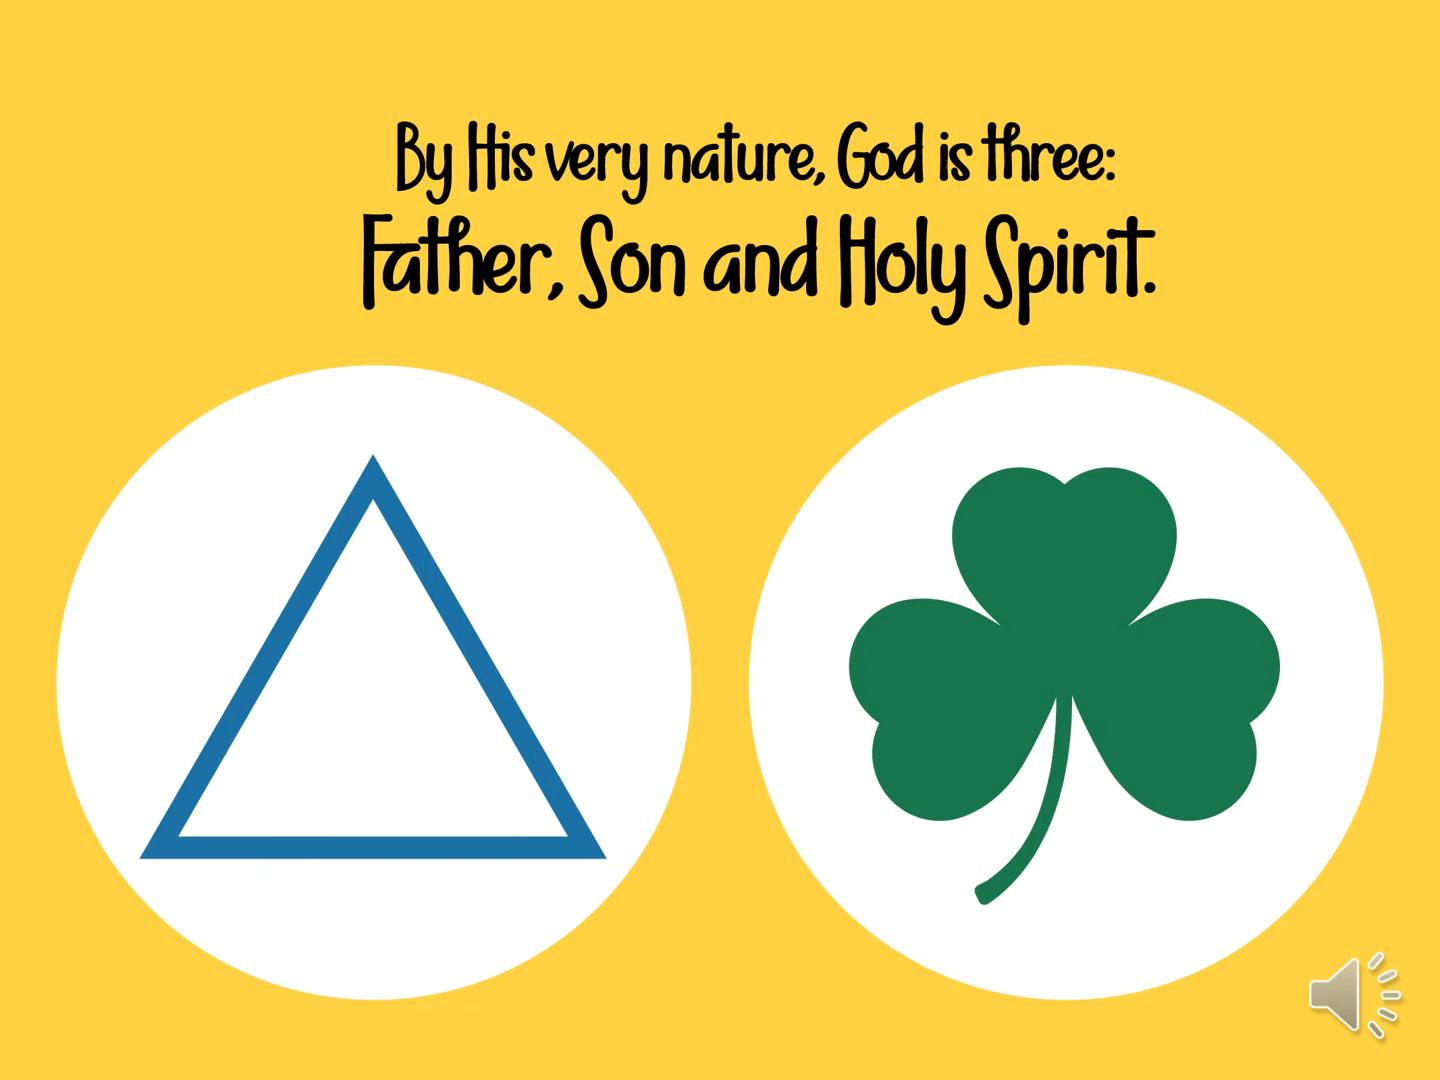 By His very nature, God is three:
Father, Son and Holy Spirit.